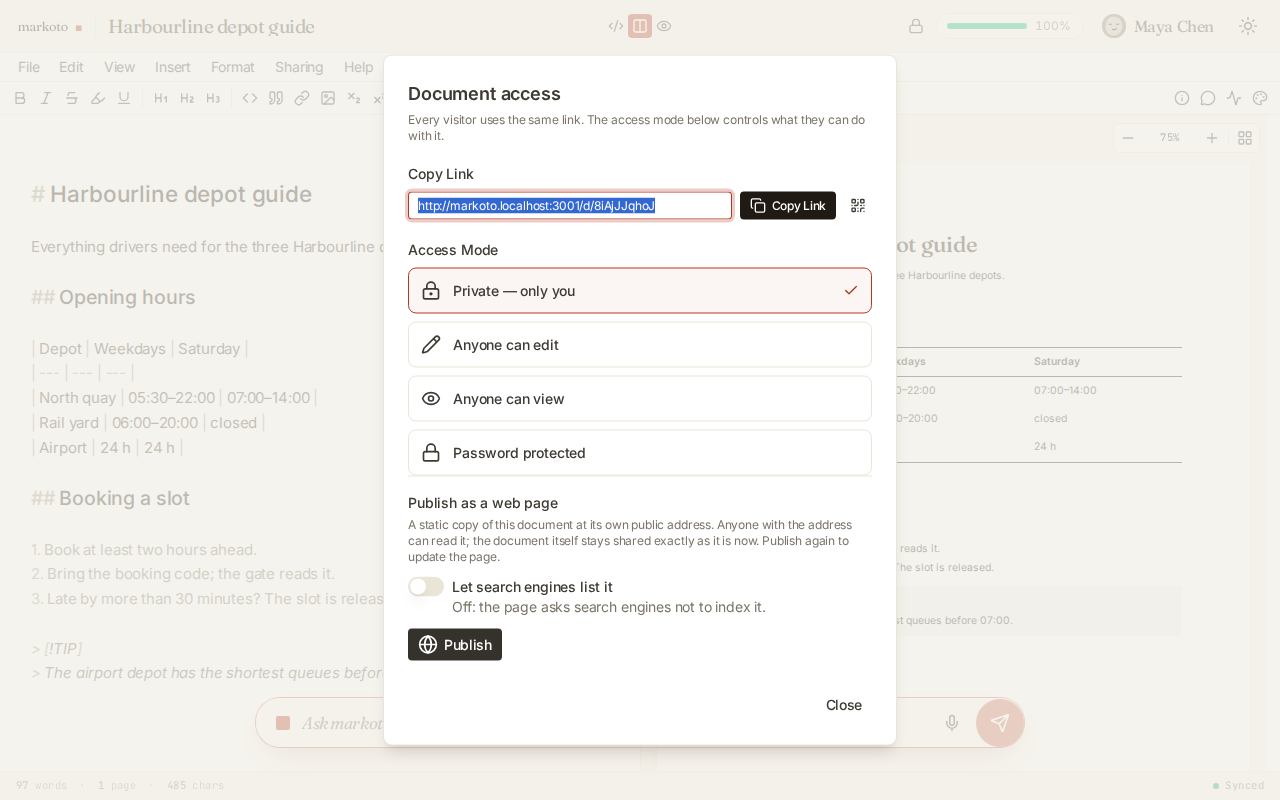 markoto
Harbourline depot guide
100%
Maya Chen
File Edit View Insert Format Sharing Help
H1 H2 H3
75%
Document access
Every visitor uses the same link. The access mode below controls what they can do
with it.
Copy Link
http://markoto.localhost:3001/d/8iAjJJqhoJ
Copy Link
Access Mode
Private — only you
Anyone can edit
Anyone can view
Password protected
Publish as a web page
A static copy of this document at its own public address. Anyone with the address
can read it; the document itself stays shared exactly as it is now. Publish again to
update the page.
Let search engines list it
Off: the page asks search engines not to index it.
Publish
Close
# Harbourline depot guide
Everything drivers need for the three Harbourline
## Opening hours
| Depot | Weekdays | Saturday |
| --- | --- | --- |
| North quay | 05:30–22:00 | 07:00–14:00 |
| Rail yard | 06:00–20:00 | closed |
| Airport | 24 h | 24 h |
## Booking a slot
1. Book at least two hours ahead.
2. Bring the booking code; the gate reads it.
3. Late by more than 30 minutes? The slot is releas
> [!TIP]
> The airport depot has the shortest queues befor
ot guide
Harbourline depots.
kdays Saturday
0–22:00 07:00–14:00
0–20:00 closed
24 h
reads it.
The slot is released.
st queues before 07:00.
Ask markot
97 words · 1 page · 485 chars
Synced